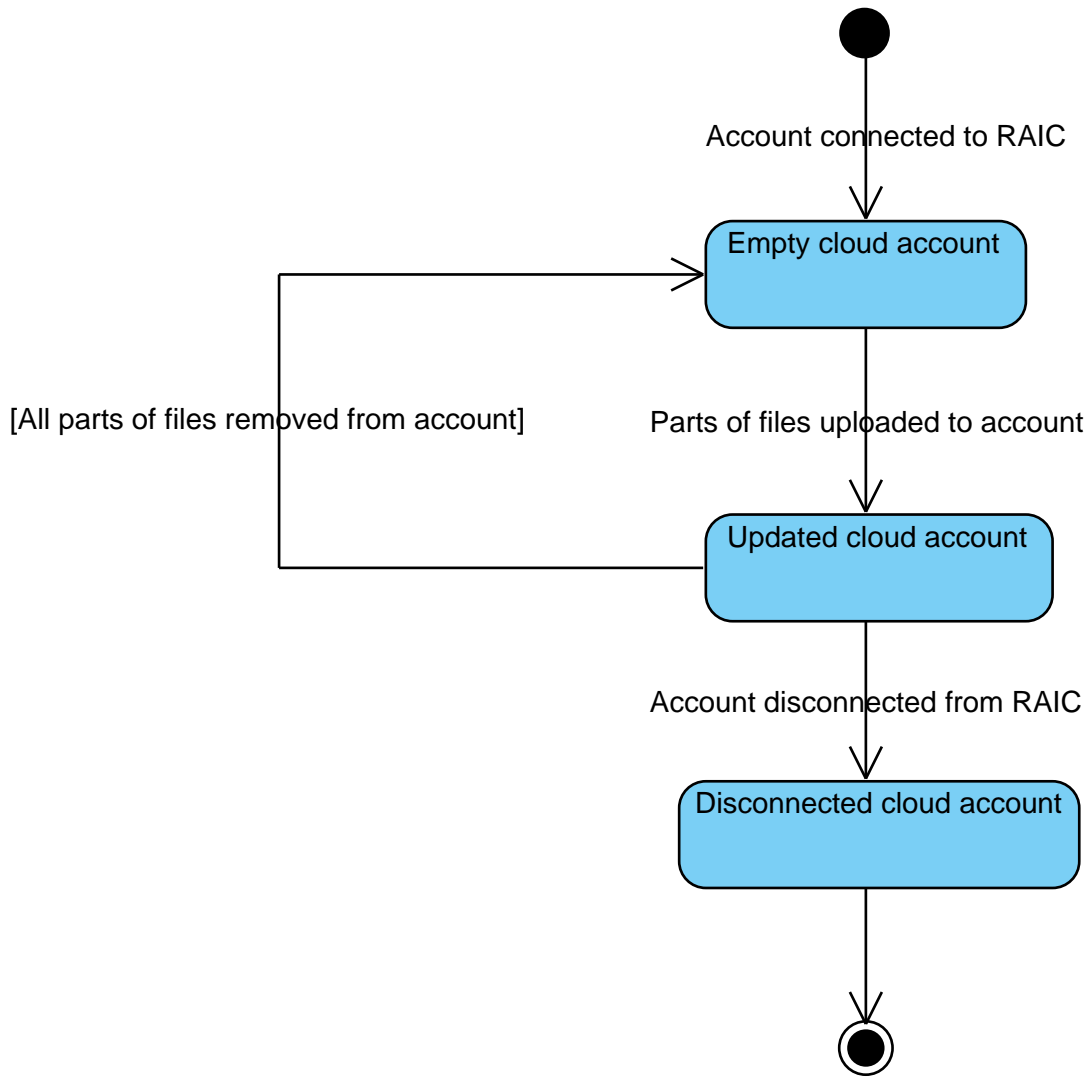 Account connected to RAIC
Empty cloud account
[All parts of files removed from account]
Parts of files uploaded to account
Updated cloud account
Account disconnected from RAIC
Disconnected cloud account